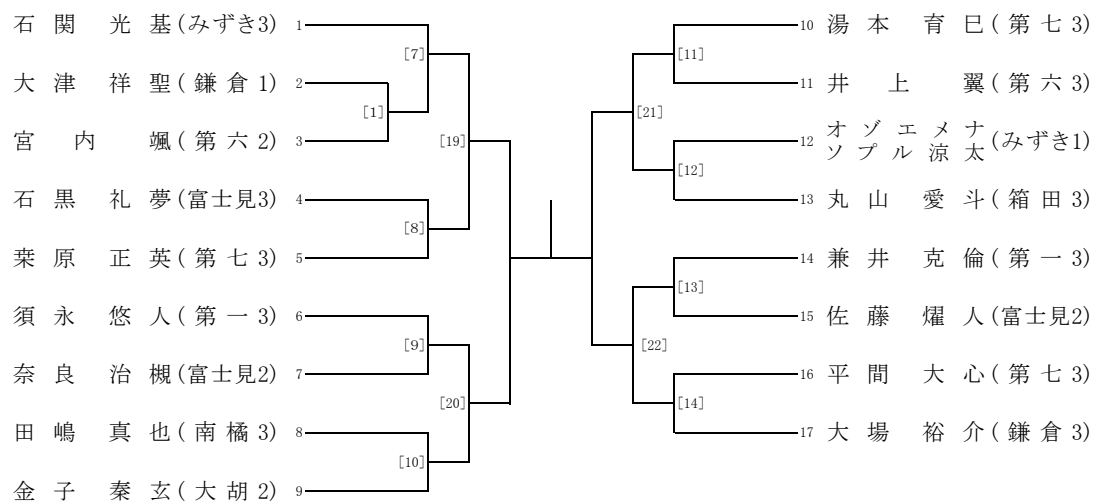 石関 光基(みずき3) 1
[7]
大津 祥聖(鎌倉1) 2
[1]
宮内 颯(第六2) 3
[19]
石黒 礼夢(富士見3) 4
[8]
桒原 正英(第七3) 5
須永 悠人(第一3) 6
[9]
奈良 治槻(富士見2) 7
[20]
田嶋 真也(南橘3) 8
[10]
金子 秦玄(大胡2) 9
10 湯本 育巳(第七3)
[11]
11 井上 翼(第六3)
[21]
12 オゾエメナ
ソプル涼太(みずき1)
[12]
13 丸山 愛斗(箱田3)
14 兼井 克倫(第一3)
[13]
15 佐藤 燿人(富士見2)
[22]
16 平間 大心(第七3)
[14]
17 大場 裕介(鎌倉3)